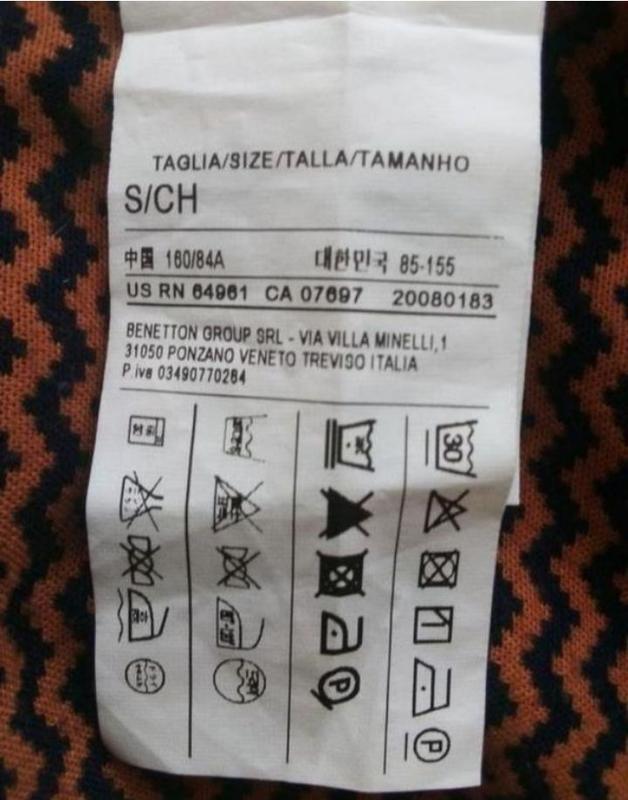 TAGLIA/SIZE/TALLA/TAMANHO
S/CH
中国 160/84A 대한민국 85-155
US RN 64961 CA 07697 20080183
BENETTON GROUP SRL - VIA VILLA MINELLI,1
31050 PONZANO VENETO TREVISO ITALIA
P.iva 03490770264
30
P
P